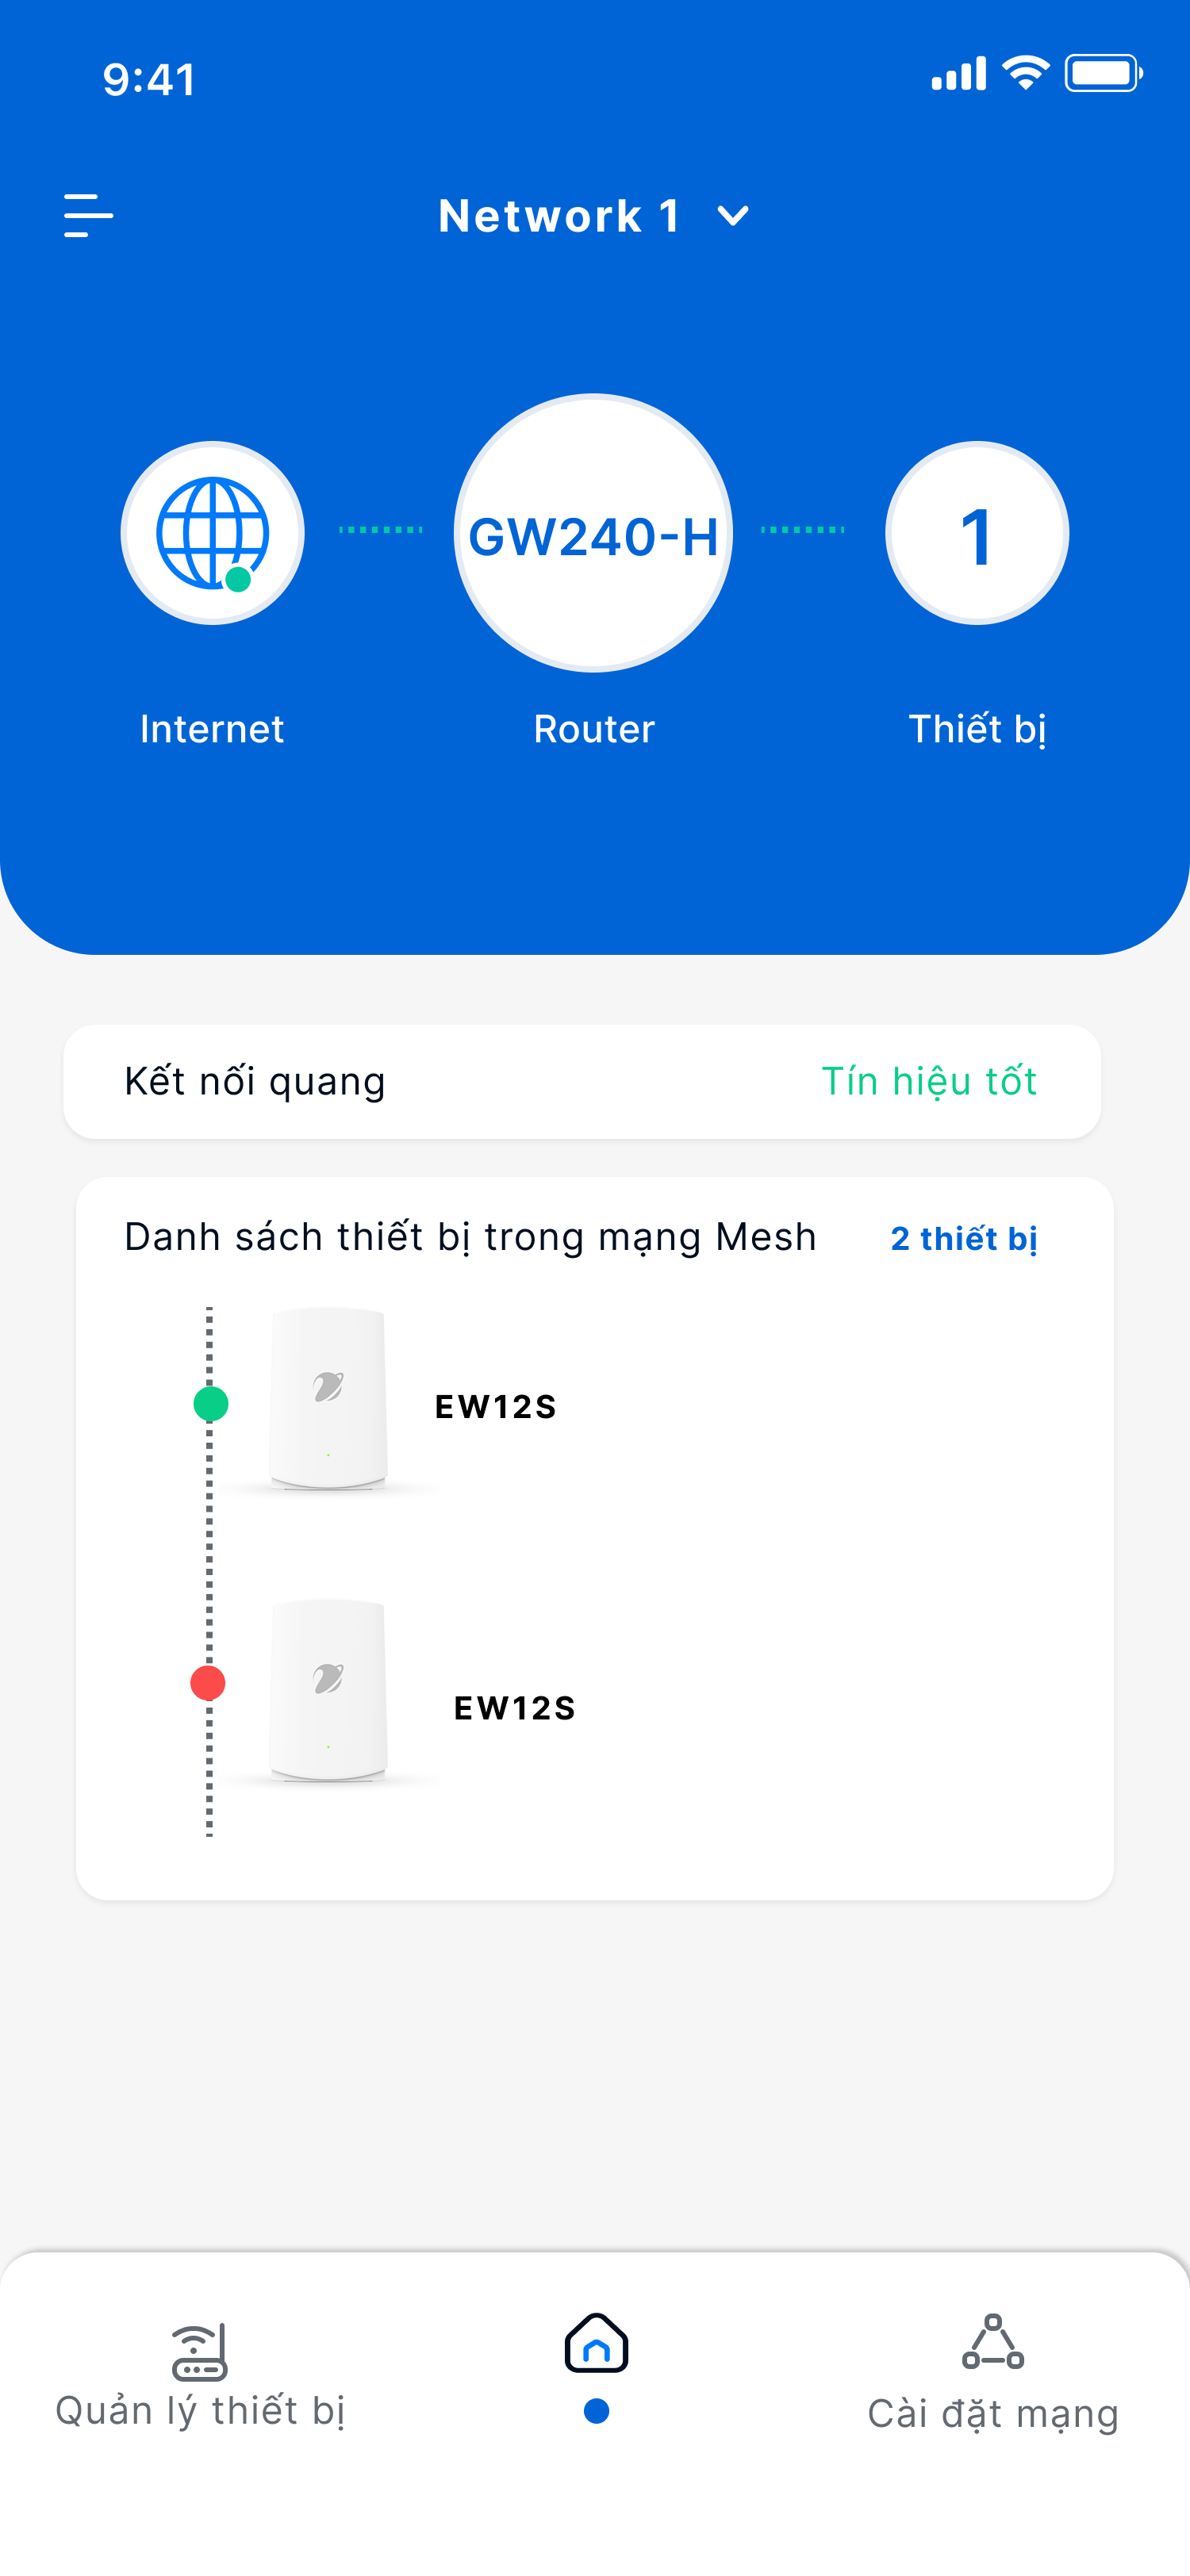 9:41
Network 1
GW240-H
1
Internet
Router
Thiết bị
Kết nối quang
Tín hiệu tốt
Danh sách thiết bị trong mạng Mesh
2 thiết bị
EW12S
EW12S
Quản lý thiết bị
Cài đặt mạng